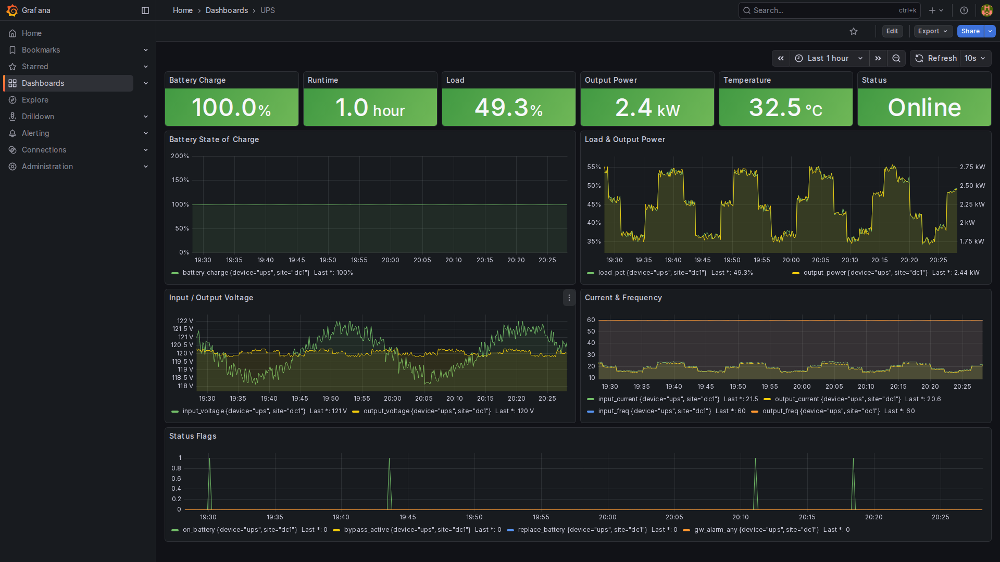 Grafana
Home › Dashboards › UPS
Search... ctrl+k
Edit Export Share
Home
Bookmarks
Starred
Dashboards
Explore
Drilldown
Alerting
Connections
Administration
Last 1 hour Refresh 10s
Battery Charge
100.0%
Runtime
1.0 hour
Load
49.3%
Output Power
2.4 kW
Temperature
32.5 °C
Status
Online
Battery State of Charge
200%
150%
100%
50%
0%
19:30 19:35 19:40 19:45 19:50 19:55 20:00 20:05 20:10 20:15 20:20 20:25
battery_charge {device="ups", site="dc1"} Last *: 100%
Load & Output Power
55% 2.75 kW
50% 2.50 kW
45% 2.25 kW
40% 2 kW
35% 1.75 kW
19:30 19:35 19:40 19:45 19:50 19:55 20:00 20:05 20:10 20:15 20:20 20:25
load_pct {device="ups", site="dc1"} Last *: 49.3% output_power {device="ups", site="dc1"} Last *: 2.44 kW
Input / Output Voltage
122 V
121.5 V
121 V
120.5 V
120 V
119.5 V
119 V
118.5 V
118 V
19:30 19:35 19:40 19:45 19:50 19:55 20:00 20:05 20:10 20:15 20:20 20:25
input_voltage {device="ups", site="dc1"} Last *: 121 V output_voltage {device="ups", site="dc1"} Last *: 120 V
Current & Frequency
60
50
40
30
20
10
19:30 19:35 19:40 19:45 19:50 19:55 20:00 20:05 20:10 20:15 20:20 20:25
input_current {device="ups", site="dc1"} Last *: 21.5 output_current {device="ups", site="dc1"} Last *: 20.6
input_freq {device="ups", site="dc1"} Last *: 60 output_freq {device="ups", site="dc1"} Last *: 60
Status Flags
1
0.8
0.6
0.4
0.2
0
19:30 19:35 19:40 19:45 19:50 19:55 20:00 20:05 20:10 20:15 20:20 20:25
on_battery {device="ups", site="dc1"} Last *: 0 bypass_active {device="ups", site="dc1"} Last *: 0 replace_battery {device="ups", site="dc1"} Last *: 0 gw_alarm_any {device="ups", site="dc1"} Last *: 0